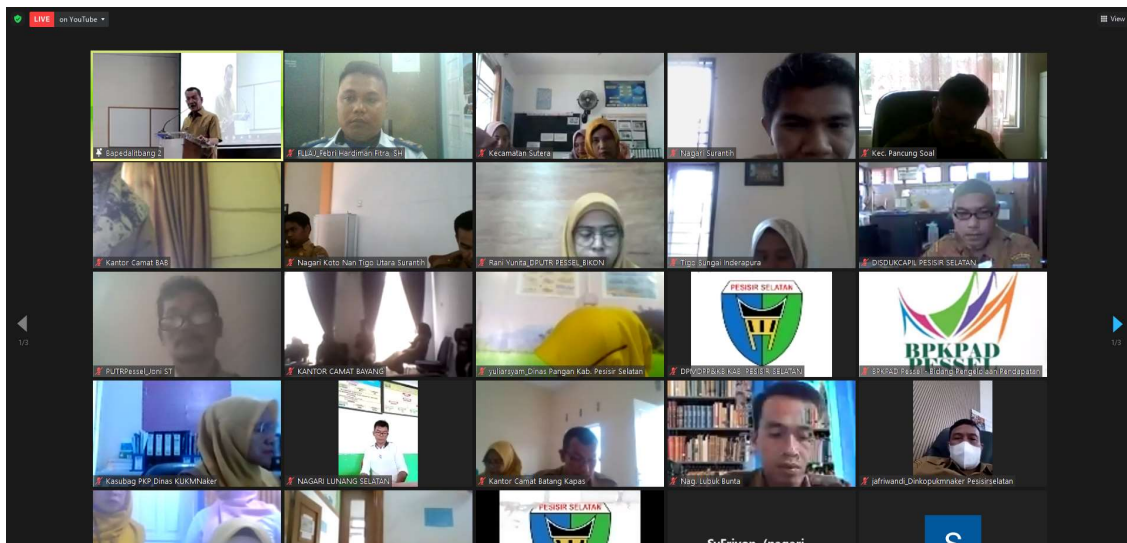 LIVE on YouTube
View
Bapedalitbang 2
FLLAJ_Febri Hardiman Fitra, SH
Kecamatan Sutera
Nagari Surantih
Kec. Pancung Soal
Kantor Camat BAB
Nagari Koto Nan Tigo Utara Surantih
Rani Yunita_DPUTR PESSEL_BIKON
Tigo Sungai Inderapura
DISDUKCAPIL PESISIR SELATAN
1/3
1/3
PUTRPessel_Joni ST
KANTOR CAMAT BAYANG
yuliarsyam_Dinas Pangan Kab. Pesisir Selatan
PESISIR SELATAN
DPMDPP&KB KAB. PESISIR SELATAN
BPKPAD
PESSEL
BPKPAD Pessel - Bidang Pengelolaan Pendapatan
Kasubag PKP Dinas KUKMNaker
NAGARI LUNANG SELATAN
Kantor Camat Batang Kapas
Nag. Lubuk Bunta
jafriwandi_Dinkopukmnaker Pesisirselatan
PESISIR SELATAN
S